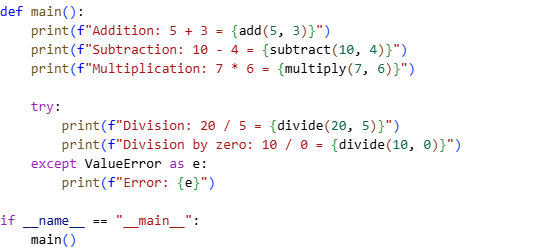 def main():
    print(f"Addition: 5 + 3 = {add(5, 3)}")
    print(f"Subtraction: 10 - 4 = {subtract(10, 4)}")
    print(f"Multiplication: 7 * 6 = {multiply(7, 6)}")

    try:
        print(f"Division: 20 / 5 = {divide(20, 5)}")
        print(f"Division by zero: 10 / 0 = {divide(10, 0)}")
    except ValueError as e:
        print(f"Error: {e}")

if __name__ == "__main__":
    main()